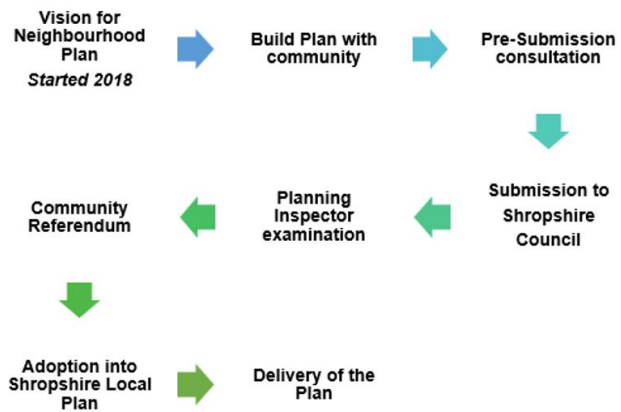 Vision for
Neighbourhood
Plan
Started 2018
Build Plan with
community
Pre-Submission
consultation
Submission to
Shropshire
Council
Planning
Inspector
examination
Community
Referendum
Adoption into
Shropshire Local
Plan
Delivery of the
Plan